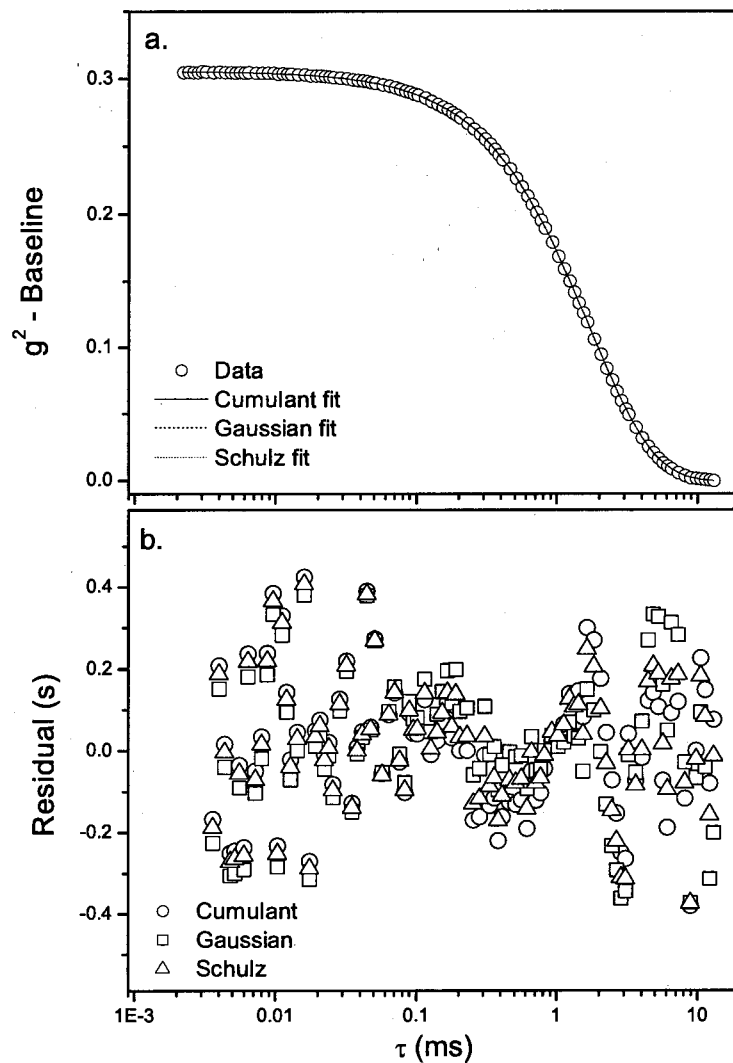 a.
0.3
0.2
0.1
0.0
g² - Baseline
Data
Cumulant fit
Gaussian fit
Schulz fit
b.
0.4
0.2
0.0
-0.2
-0.4
Residual (s)
Cumulant
Gaussian
Schulz
1E-3
0.01
0.1
1
10
τ (ms)